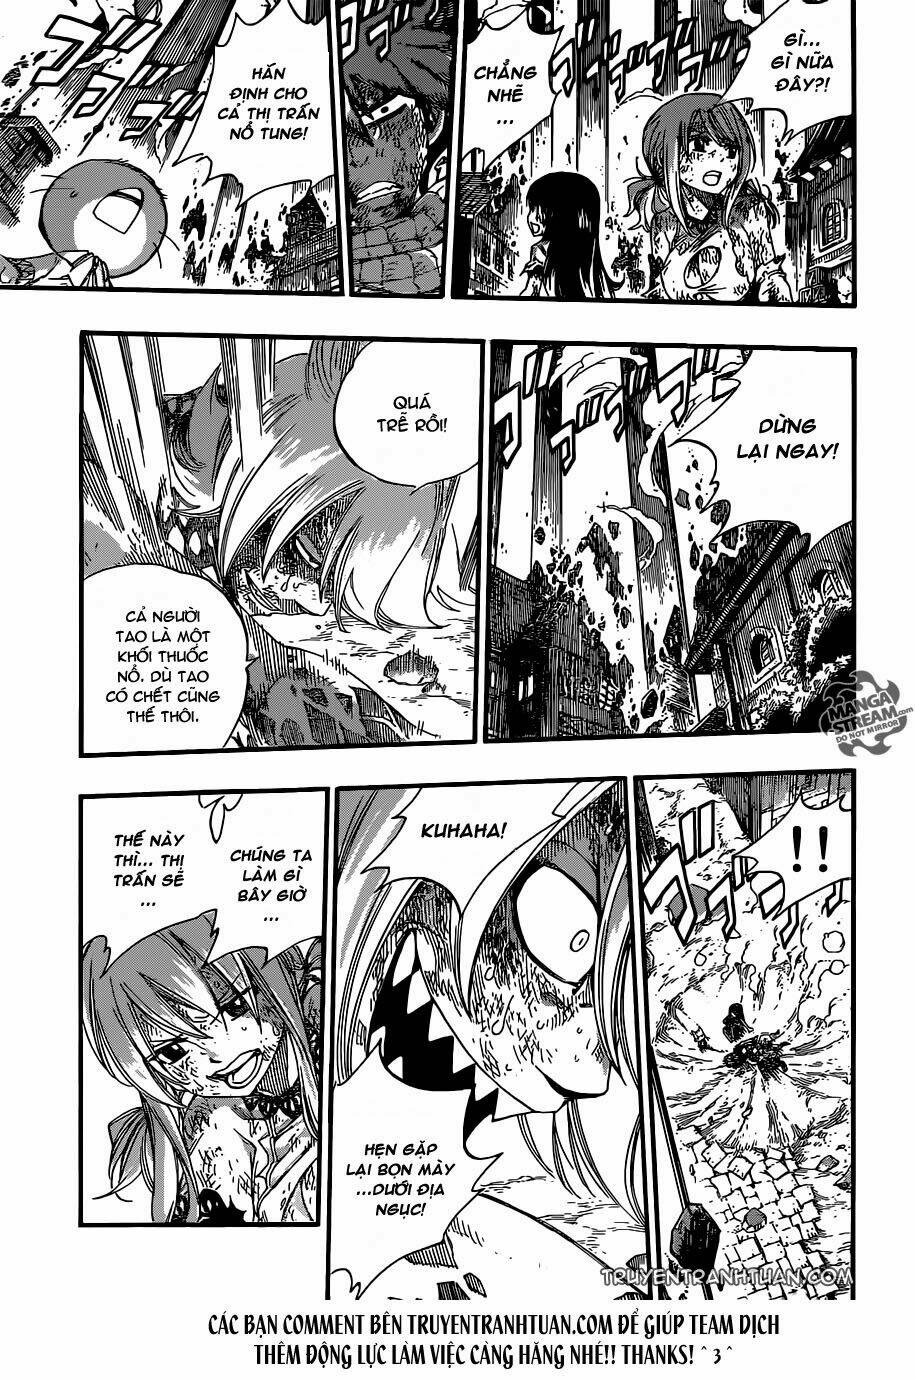 GÌ...
GÌ NỮA
ĐÂY?!
CHẲNG
NHẼ
...
HẮN
ĐỊNH CHO
CẢ THỊ TRẤN
NỔ TUNG!
ゴゴゴゴ
DỪNG
LẠI NGAY!
QUÁ
TRỄ RỒI!
CẢ NGƯỜI
TAO LÀ MỘT
KHỐI THUỐC
NỔ. DÙ TAO
CÓ CHẾT CŨNG
THẾ THÔI.
MANGA
STREAM.com
DO NOT MIRROR
!!
KUHAHA!
HẸN GẶP
LẠI BỌN MÀY
...DƯỚI ĐỊA
NGỤC!
CHÚNG TA
LÀM GÌ
BÂY GIỜ
...
THẾ NÀY
THÌ... THỊ
TRẤN SẼ
...
TRUYENTRANHTUAN.COM
CÁC BẠN COMMENT BÊN TRUYENTRANHTUAN.COM ĐỂ GIÚP TEAM DỊCH
THÊM ĐỘNG LỰC LÀM VIỆC CÀNG HĂNG NHÉ!! THANKS! ^ 3 ^